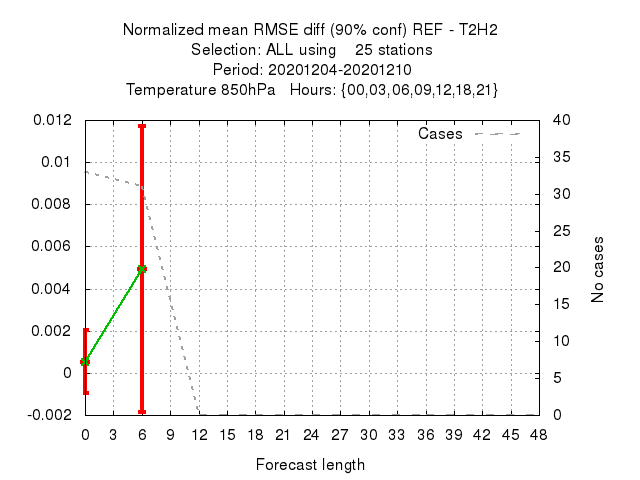 Normalized mean RMSE diff (90% conf) REF - T2H2
Selection: ALL using    25 stations
Period: 20201204-20201210
Temperature 850hPa   Hours: {00,03,06,09,12,18,21}
0.012
0.01
0.008
0.006
0.004
0.002
0
-0.002
Cases
40
35
30
25
20
15
10
5
0
No cases
0 3 6 9 12 15 18 21 24 27 30 33 36 39 42 45 48
Forecast length